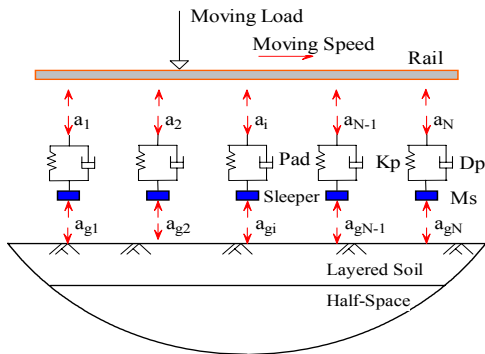 Moving Load
Moving Speed
Rail
a1 a2 ai aN-1 aN
Pad Kp Dp
Sleeper Ms
ag1 ag2 agi agN-1 agN
Layered Soil
Half-Space